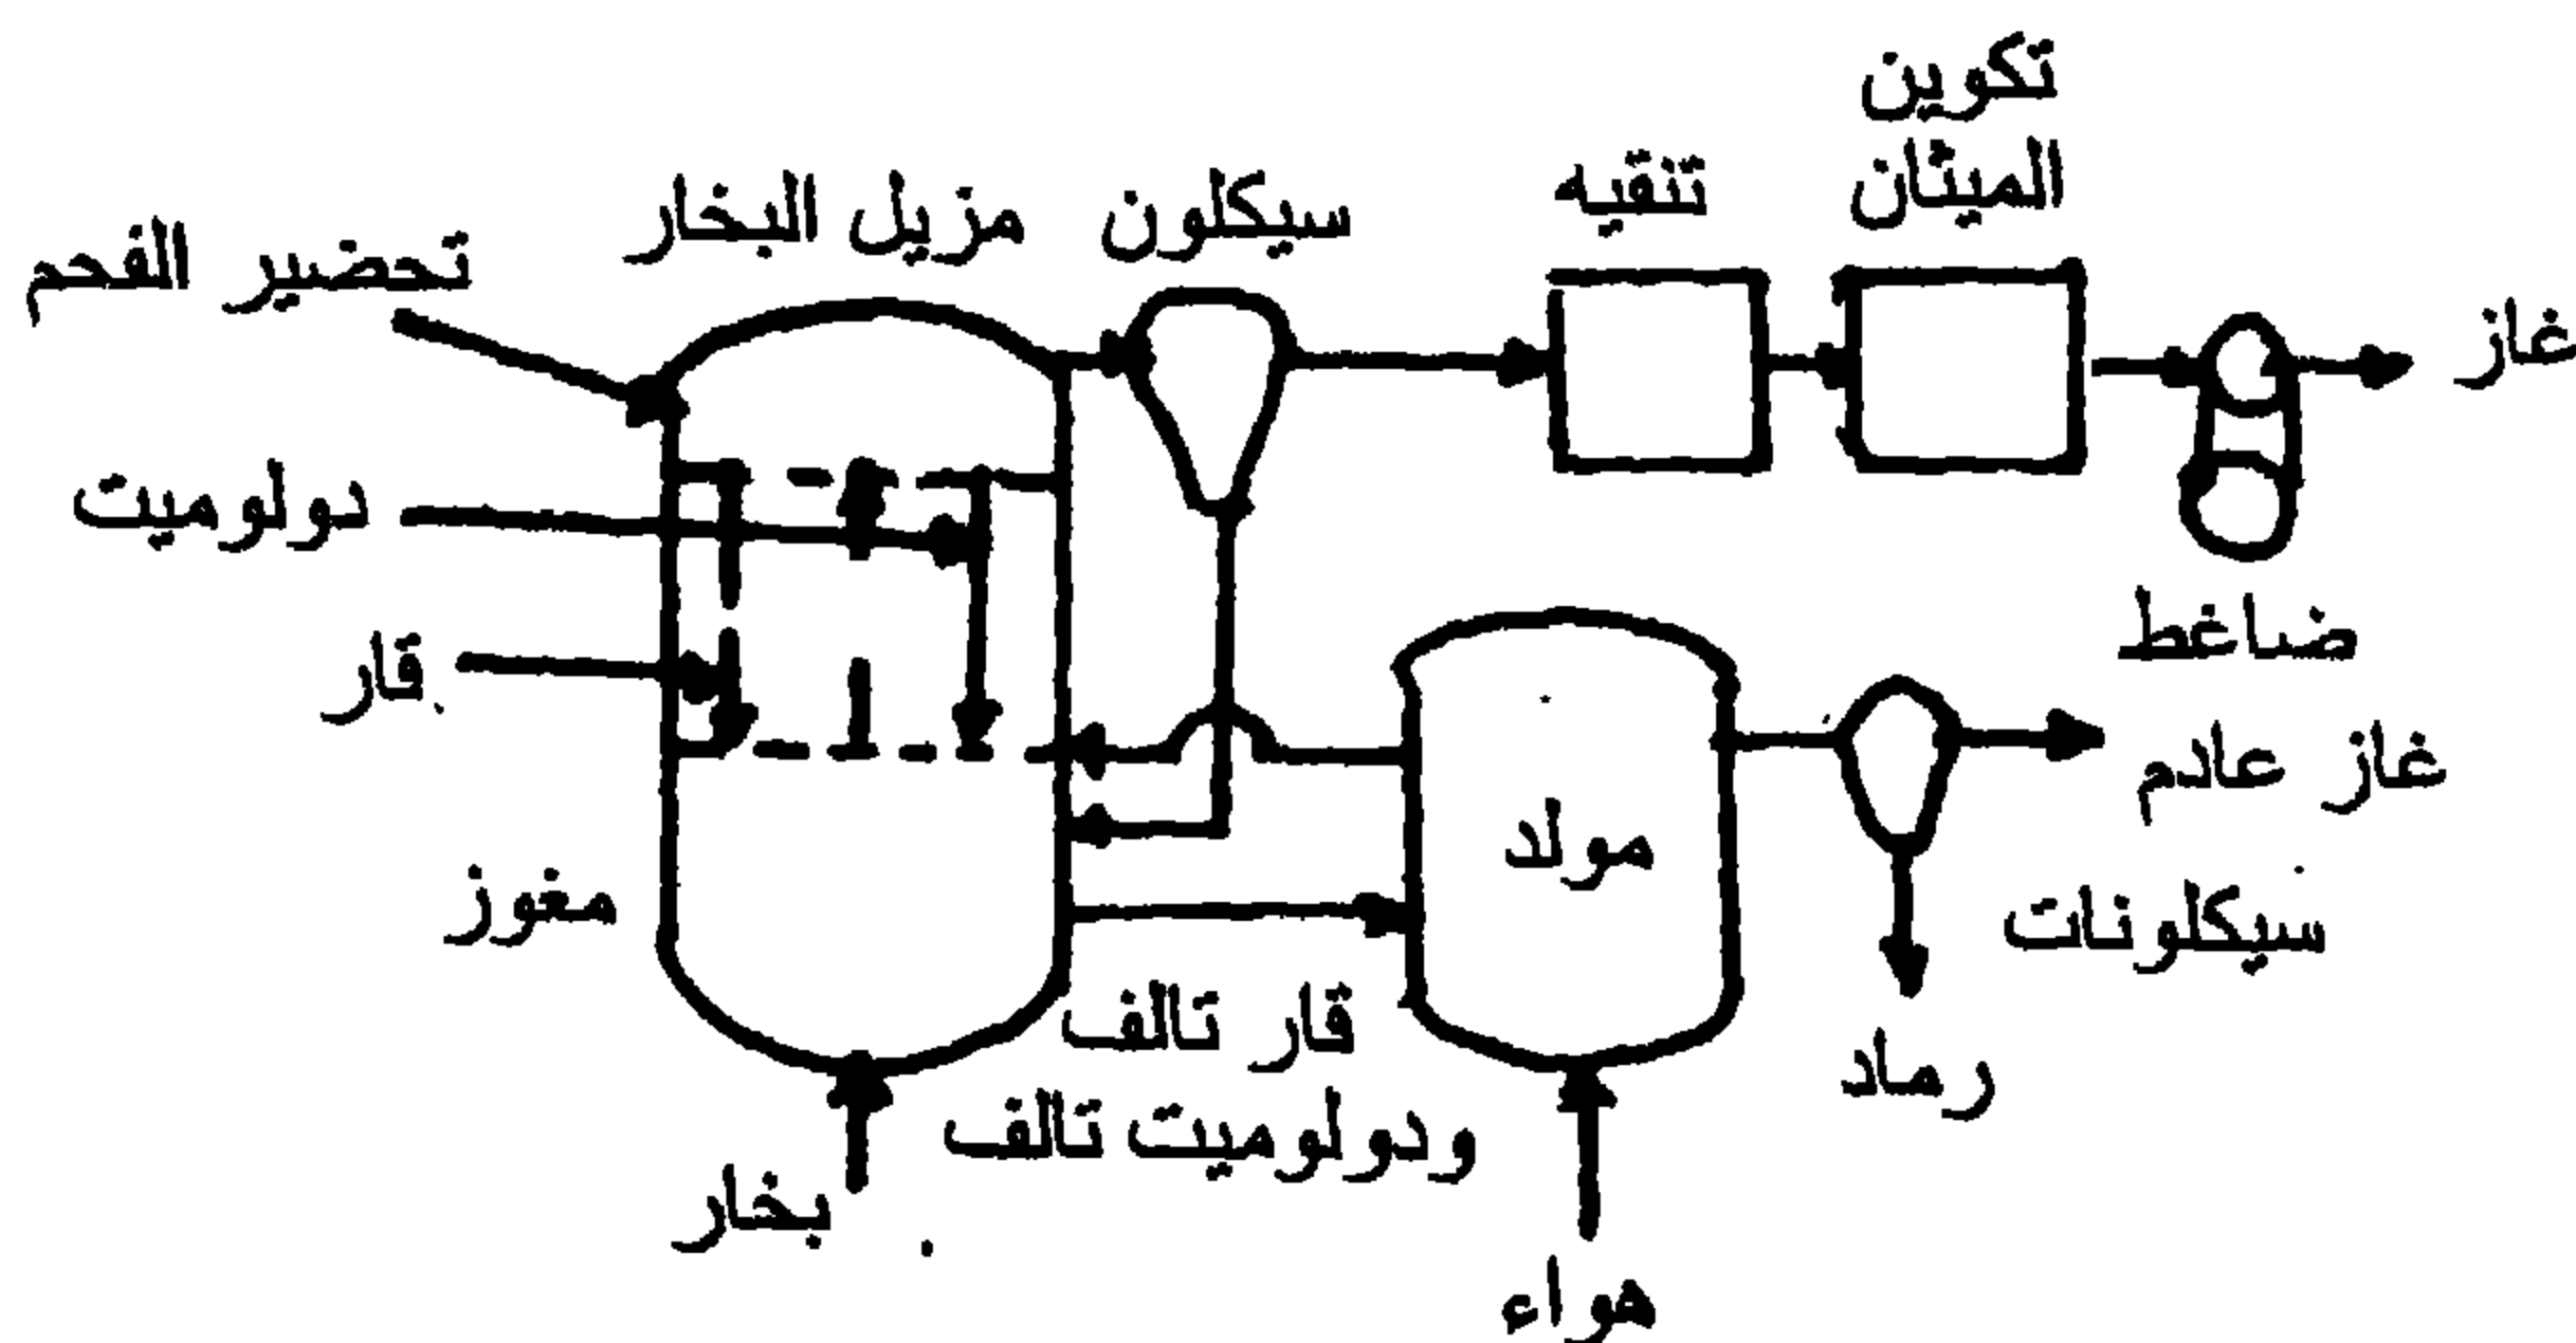 تكوين
الميثان
تنقيه
سيكلون
مزيل البخار
تحضير الفحم
غاز
دولوميت
قار
ضاغط
غاز عادم
مولد
مغوز
سيكلونات
قار تالف
ودولوميت تالف
رماد
بخار
هواء